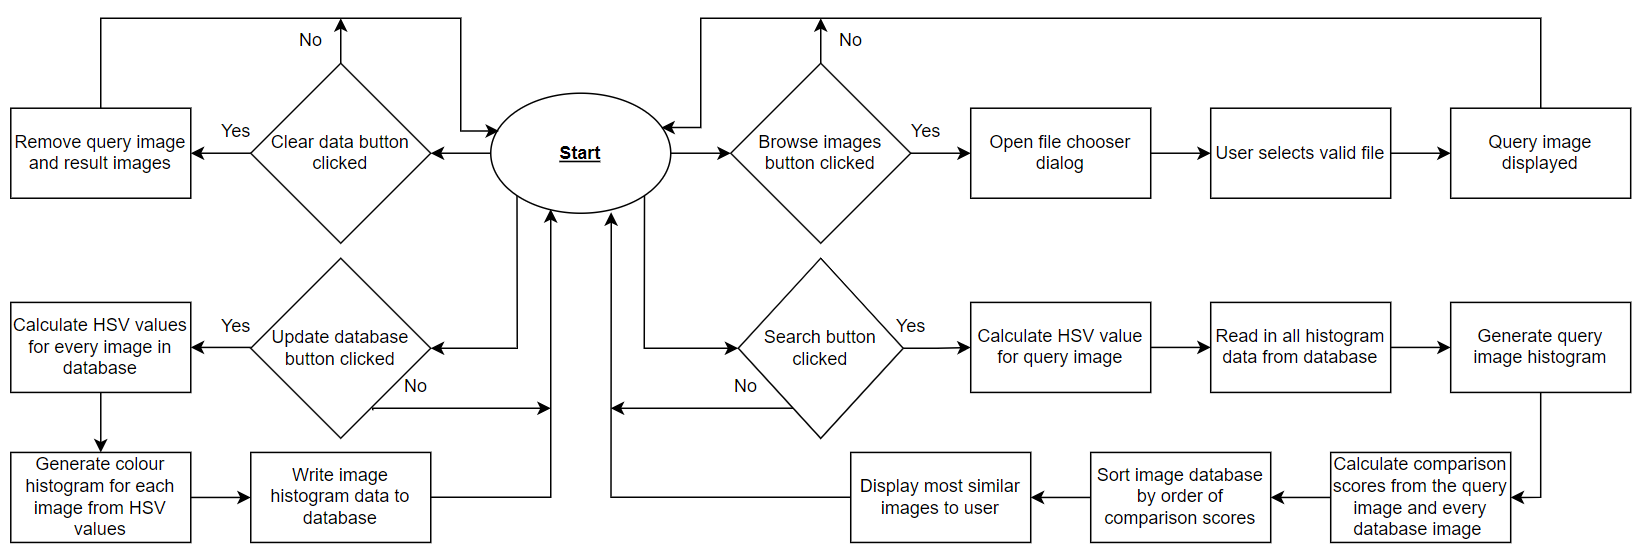 No
No
Yes
Remove query image
and result images
Clear data button
clicked
Start
Browse images
button clicked
Yes
Open file chooser
dialog
User selects valid file
Query image
displayed
Yes
Calculate HSV values
for every image in
database
Update database
button clicked
No
Search button
clicked
No
Yes
Calculate HSV value
for query image
Read in all histogram
data from database
Generate query
image histogram
Generate colour
histogram for each
image from HSV
values
Write image
histogram data to
database
Display most similar
images to user
Sort image database
by order of
comparison scores
Calculate comparison
scores from the query
image and every
database image